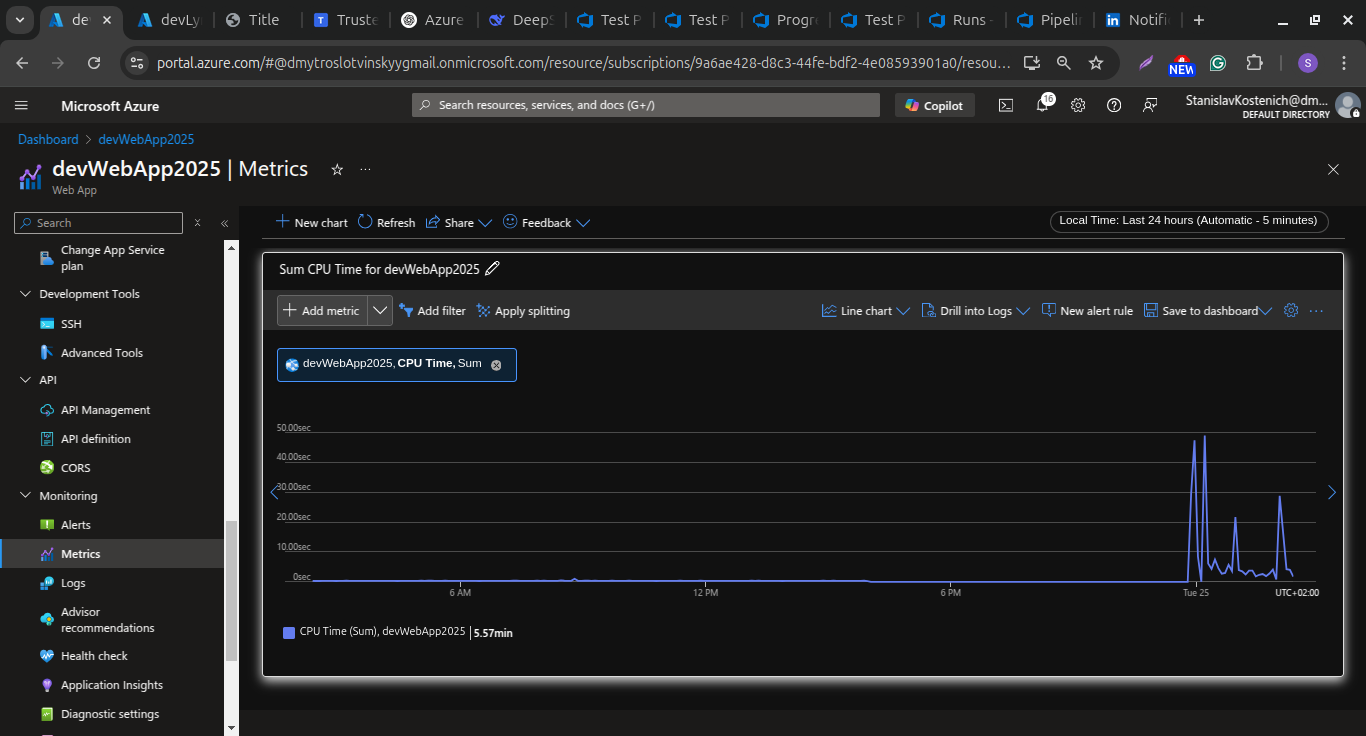 de
devLy
Title
Truste
Azure
DeepS
Test P
Test P
Progr
Test P
Runs -
Pipelin
Notifi
portal.azure.com/#@dmytroslotvinskyygmail.onmicrosoft.com/resource/subscriptions/9a6ae428-d8c3-44fe-bdf2-4e08593901a0/resou...
NEW
S
Microsoft Azure
Search resources, services, and docs (G+/)
Copilot
16
StanislavKostenich@dm...
DEFAULT DIRECTORY
Dashboard > devWebApp2025
devWebApp2025 | Metrics
Web App
Search
New chart
Refresh
Share
Feedback
Local Time: Last 24 hours (Automatic - 5 minutes)
Change App Service
plan
Development Tools
SSH
Advanced Tools
API
API Management
API definition
CORS
Monitoring
Alerts
Metrics
Logs
Advisor
recommendations
Health check
Application Insights
Diagnostic settings
Sum CPU Time for devWebApp2025
Add metric
Add filter
Apply splitting
Line chart
Drill into Logs
New alert rule
Save to dashboard
devWebApp2025, CPU Time, Sum
50.00sec
40.00sec
30.00sec
20.00sec
10.00sec
0sec
6 AM
12 PM
6 PM
Tue 25
UTC+02:00
CPU Time (Sum), devWebApp2025 | 5.57min